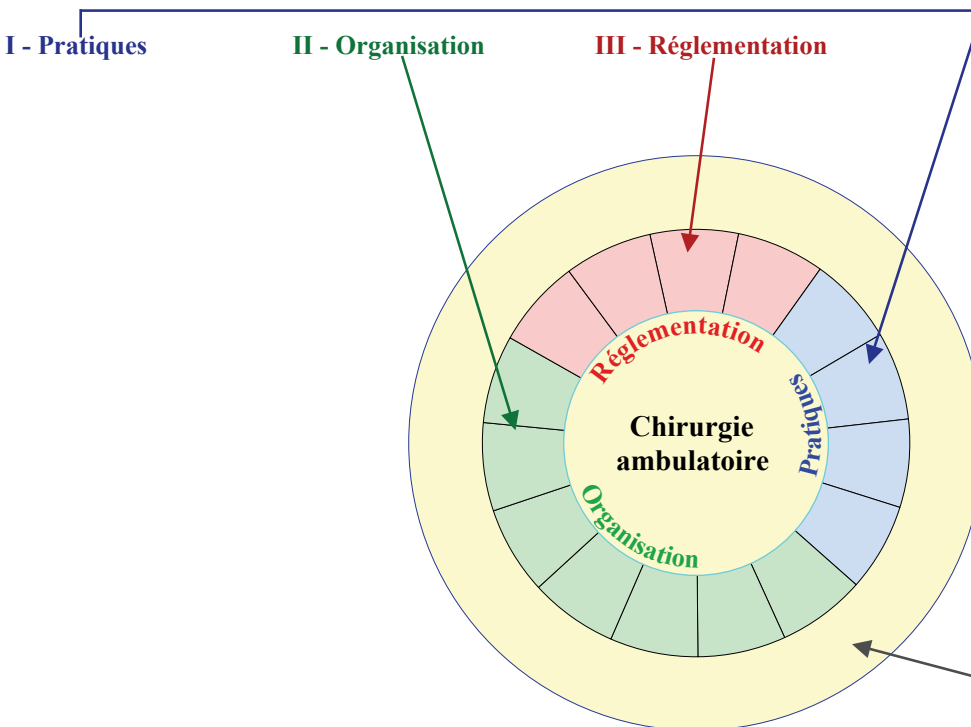 I - Pratiques
II - Organisation
III - Réglementation
Réglementation
Pratiques
Chirurgie
ambulatoire
Organisation